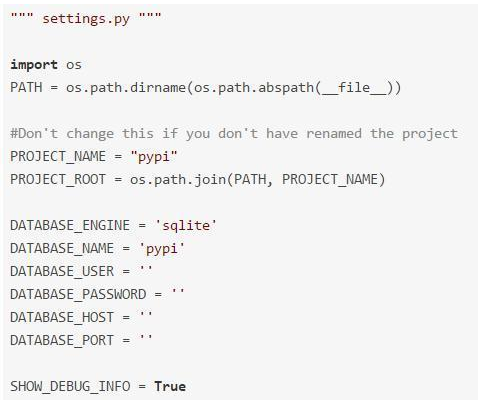 """ settings.py """
import os
PATH = os.path.dirname(os.path.abspath(__file__))
#Don't change this if you don't have renamed the project
PROJECT_NAME = "pypi"
PROJECT_ROOT = os.path.join(PATH, PROJECT_NAME)
DATABASE_ENGINE = 'sqlite'
DATABASE_NAME = 'pypi'
DATABASE_USER = ''
DATABASE_PASSWORD = ''
DATABASE_HOST = ''
DATABASE_PORT = ''
SHOW_DEBUG_INFO = True